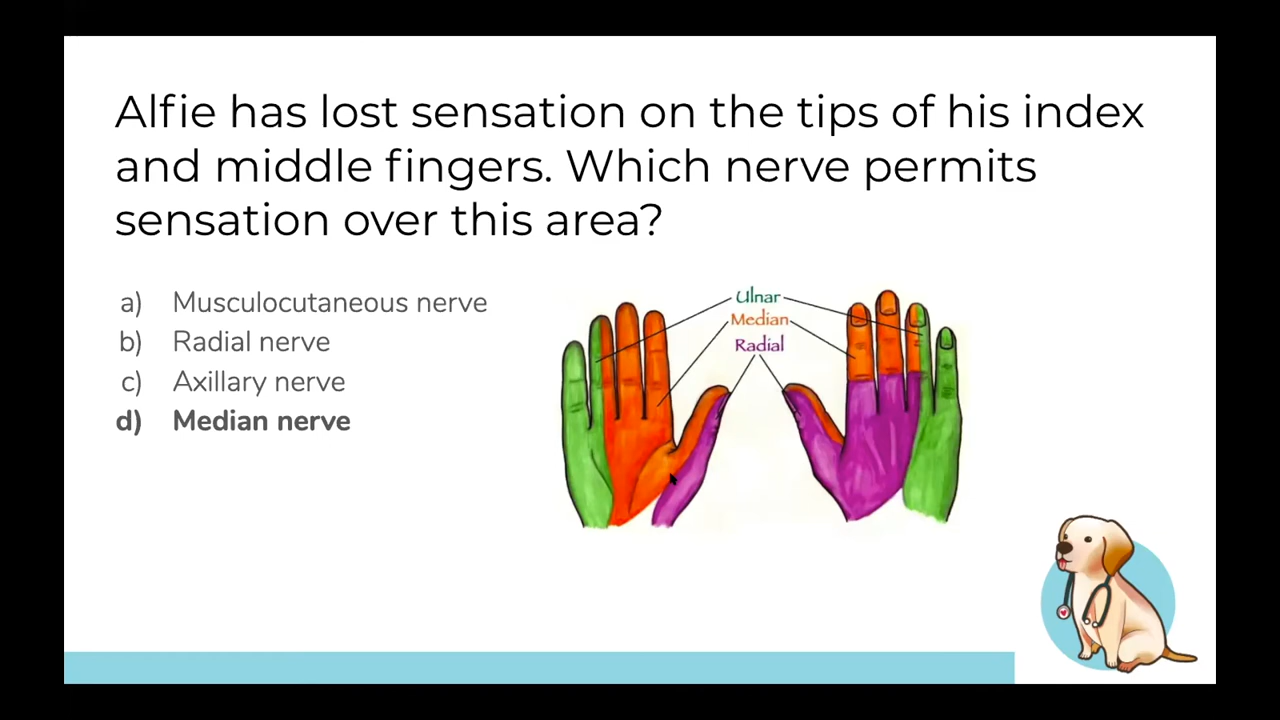 Alfie has lost sensation on the tips of his index
and middle fingers. Which nerve permits
sensation over this area?
a) Musculocutaneous nerve
b) Radial nerve
c) Axillary nerve
d) Median nerve
Ulnar
Median
Radial